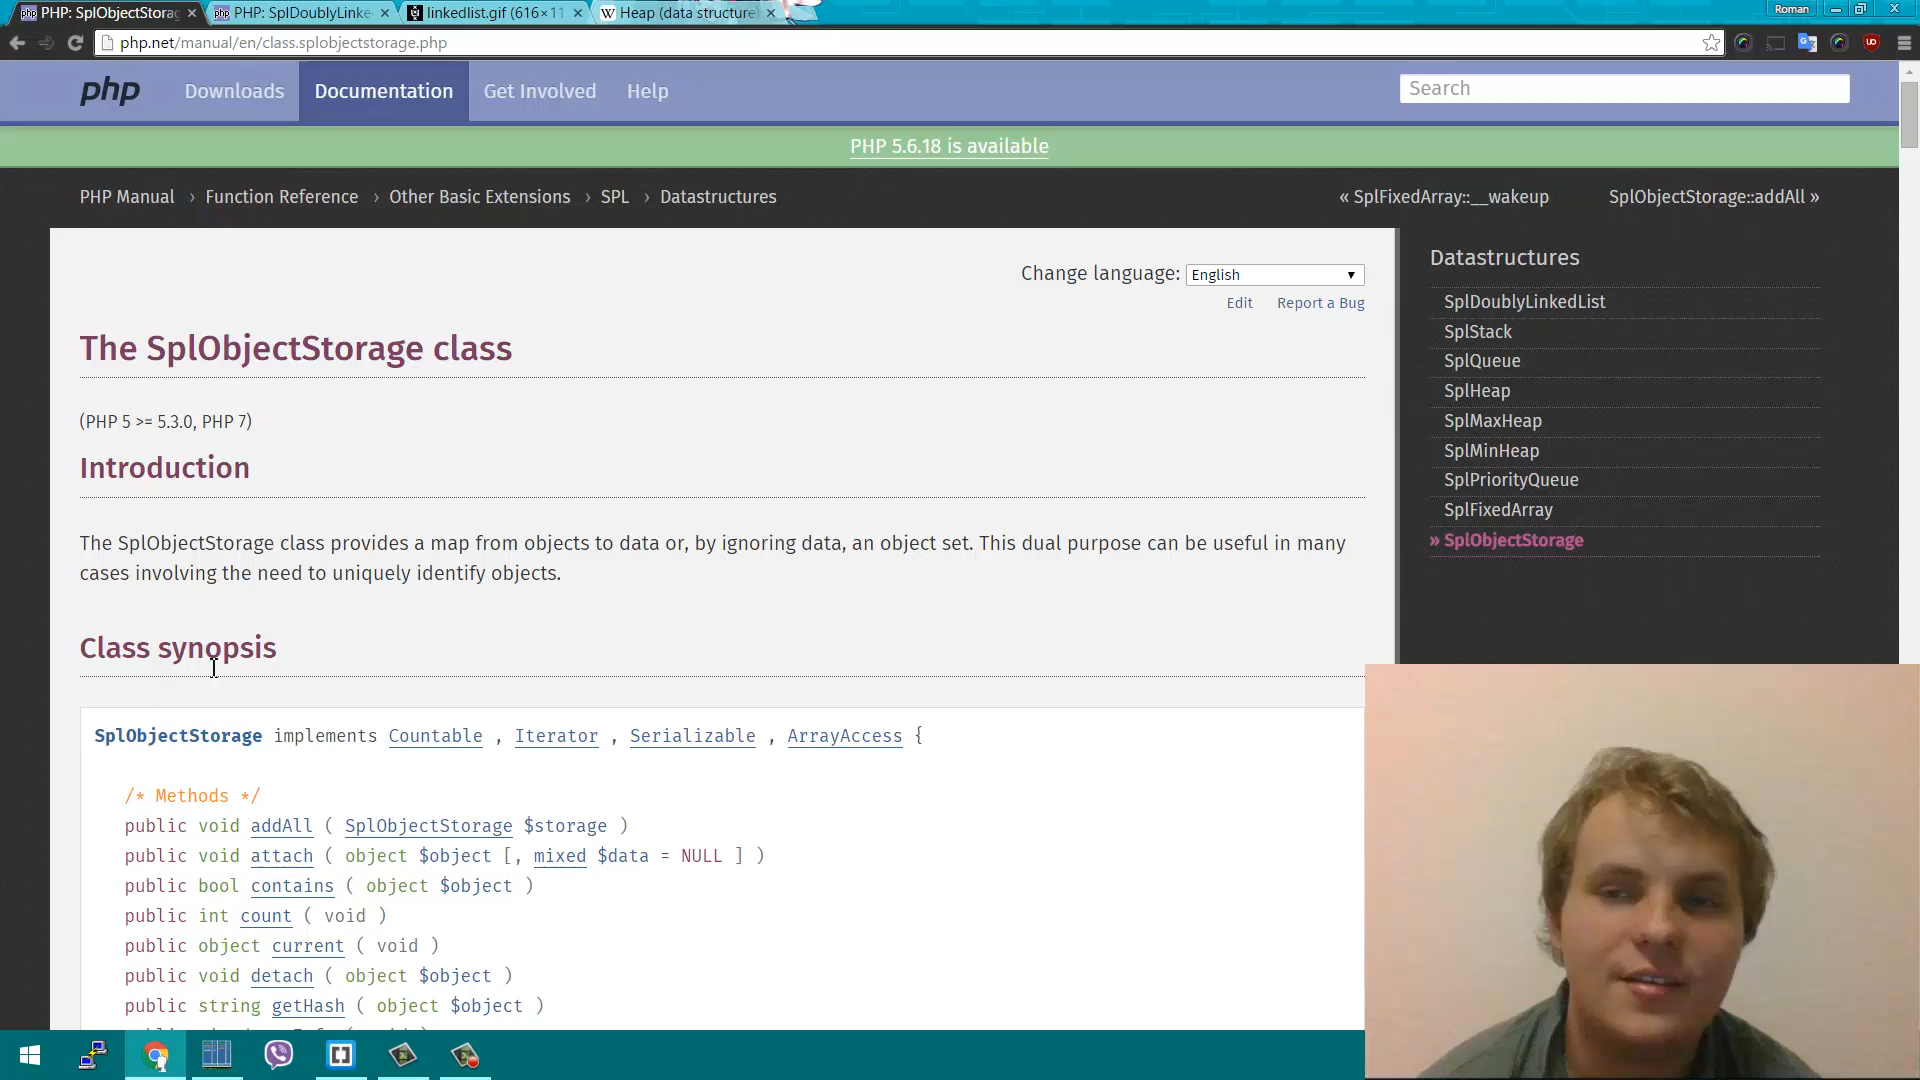 PHP: SplObjectStorag
PHP: SplDoublyLinke
linkedlist.gif (616×11
Heap (data structure)
Roman
php.net/manual/en/class.splobjectstorage.php
php
Downloads
Documentation
Get Involved
Help
Search
PHP 5.6.18 is available
PHP Manual › Function Reference › Other Basic Extensions › SPL › Datastructures
« SplFixedArray::__wakeup
SplObjectStorage::addAll »
Change language: English
Edit
Report a Bug
The SplObjectStorage class
(PHP 5 >= 5.3.0, PHP 7)
Introduction
The SplObjectStorage class provides a map from objects to data or, by ignoring data, an object set. This dual purpose can be useful in many
cases involving the need to uniquely identify objects.
Class synopsis
SplObjectStorage implements Countable , Iterator , Serializable , ArrayAccess {
/* Methods */
public void addAll ( SplObjectStorage $storage )
public void attach ( object $object [, mixed $data = NULL ] )
public bool contains ( object $object )
public int count ( void )
public object current ( void )
public void detach ( object $object )
public string getHash ( object $object )
Datastructures
SplDoublyLinkedList
SplStack
SplQueue
SplHeap
SplMaxHeap
SplMinHeap
SplPriorityQueue
SplFixedArray
» SplObjectStorage